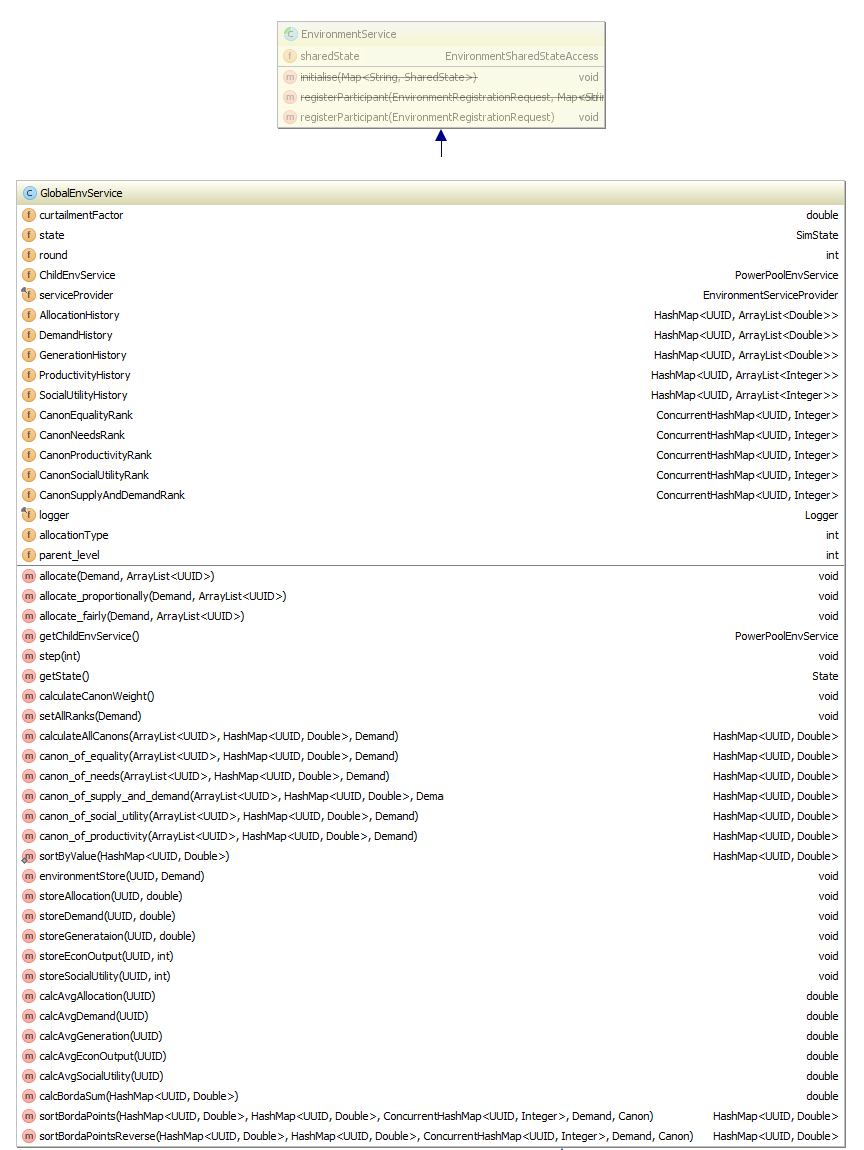 EnvironmentService
sharedState EnvironmentSharedStateAccess
initialise(Map<String, SharedState>) void
registerParticipant(EnvironmentRegistrationRequest, Map<Strin
registerParticipant(EnvironmentRegistrationRequest) void
GlobalEnvService
curtailmentFactor double
state SimState
round int
ChildEnvService PowerPoolEnvService
serviceProvider EnvironmentServiceProvider
AllocationHistory HashMap<UUID, ArrayList<Double>>
DemandHistory HashMap<UUID, ArrayList<Double>>
GenerationHistory HashMap<UUID, ArrayList<Double>>
ProductivityHistory HashMap<UUID, ArrayList<Integer>>
SocialUtilityHistory HashMap<UUID, ArrayList<Integer>>
CanonEqualityRank ConcurrentHashMap<UUID, Integer>
CanonNeedsRank ConcurrentHashMap<UUID, Integer>
CanonProductivityRank ConcurrentHashMap<UUID, Integer>
CanonSocialUtilityRank ConcurrentHashMap<UUID, Integer>
CanonSupplyAndDemandRank ConcurrentHashMap<UUID, Integer>
logger Logger
allocationType int
parent_level int
allocate(Demand, ArrayList<UUID>) void
allocate_proportionally(Demand, ArrayList<UUID>) void
allocate_fairly(Demand, ArrayList<UUID>) void
getChildEnvService() PowerPoolEnvService
step(int) void
getState() State
calculateCanonWeight() void
setAllRanks(Demand) void
calculateAllCanons(ArrayList<UUID>, HashMap<UUID, Double>, Demand) HashMap<UUID, Double>
canon_of_equality(ArrayList<UUID>, HashMap<UUID, Double>, Demand) HashMap<UUID, Double>
canon_of_needs(ArrayList<UUID>, HashMap<UUID, Double>, Demand) HashMap<UUID, Double>
canon_of_supply_and_demand(ArrayList<UUID>, HashMap<UUID, Double>, Dema HashMap<UUID, Double>
canon_of_social_utility(ArrayList<UUID>, HashMap<UUID, Double>, Demand) HashMap<UUID, Double>
canon_of_productivity(ArrayList<UUID>, HashMap<UUID, Double>, Demand) HashMap<UUID, Double>
sortByValue(HashMap<UUID, Double>) HashMap<UUID, Double>
environmentStore(UUID, Demand) void
storeAllocation(UUID, double) void
storeDemand(UUID, double) void
storeGenerataion(UUID, double) void
storeEconOutput(UUID, int) void
storeSocialUtility(UUID, int) void
calcAvgAllocation(UUID) double
calcAvgDemand(UUID) double
calcAvgGeneration(UUID) double
calcAvgEconOutput(UUID) double
calcAvgSocialUtility(UUID) double
calcBordaSum(HashMap<UUID, Double>) double
sortBordaPoints(HashMap<UUID, Double>, HashMap<UUID, Double>, ConcurrentHashMap<UUID, Integer>, Demand, Canon) HashMap<UUID, Double>
sortBordaPointsReverse(HashMap<UUID, Double>, HashMap<UUID, Double>, ConcurrentHashMap<UUID, Integer>, Demand, Canon) HashMap<UUID, Double>